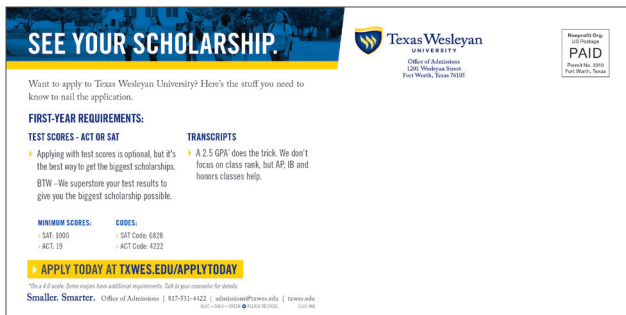 SEE YOUR SCHOLARSHIP.
Want to apply to Texas Wesleyan University? Here's the stuff you need to
know to nail the application.
FIRST-YEAR REQUIREMENTS:
TEST SCORES - ACT OR SAT
Applying with test scores is optional, but it's
the best way to get the biggest scholarships.
BTW – We superstore your test results to
give you the biggest scholarship possible.
TRANSCRIPTS
A 2.5 GPA* does the trick. We don't
focus on class rank, but AP, IB and
honors classes help.
MINIMUM SCORES:
SAT: 1000
ACT: 19
CODES:
SAT Code: 6828
ACT Code: 4222
APPLY TODAY AT TXWES.EDU/APPLYTODAY
*On a 4.0 scale. Some majors have additional requirements. Talk to your counselor for details.
Smaller. Smarter. Office of Admissions | 817-531-4422 | admissions@txwes.edu | txwes.edu
BLUE + GOLD = GREEN PLEASE RECYCLE.
Texas Wesleyan
UNIVERSITY
Office of Admissions
1201 Wesleyan Street
Fort Worth, Texas 76105
Nonprofit Org.
US Postage
PAID
Permit No. 3910
Fort Worth, Texas